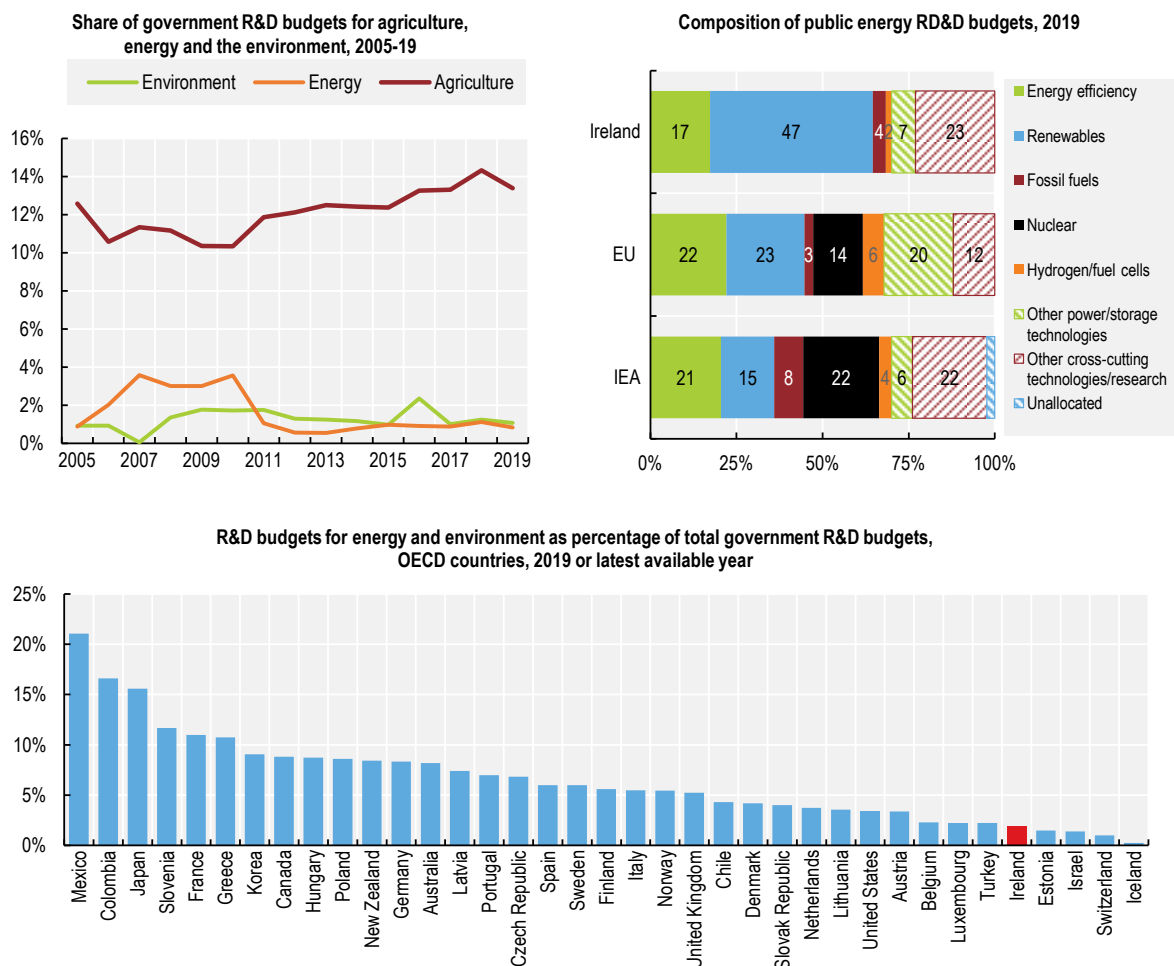 Share of government R&D budgets for agriculture,
energy and the environment, 2005-19
Environment Energy Agriculture
16%
14%
12%
10%
8%
6%
4%
2%
0%
2005 2007 2009 2011 2013 2015 2017 2019
Composition of public energy RD&D budgets, 2019
Ireland 17 47 4 2 7 23
EU 22 23 3 14 6 20 12
IEA 21 15 8 22 4 6 22
0% 25% 50% 75% 100%
Energy efficiency
Renewables
Fossil fuels
Nuclear
Hydrogen/fuel cells
Other power/storage
technologies
Other cross-cutting
technologies/research
Unallocated
R&D budgets for energy and environment as percentage of total government R&D budgets,
OECD countries, 2019 or latest available year
25%
20%
15%
10%
5%
0%
Mexico
Colombia
Japan
Slovenia
France
Greece
Korea
Canada
Hungary
Poland
New Zealand
Germany
Australia
Latvia
Portugal
Czech Republic
Spain
Sweden
Finland
Italy
Norway
United Kingdom
Chile
Denmark
Slovak Republic
Netherlands
Lithuania
United States
Austria
Belgium
Luxembourg
Turkey
Ireland
Estonia
Israel
Switzerland
Iceland